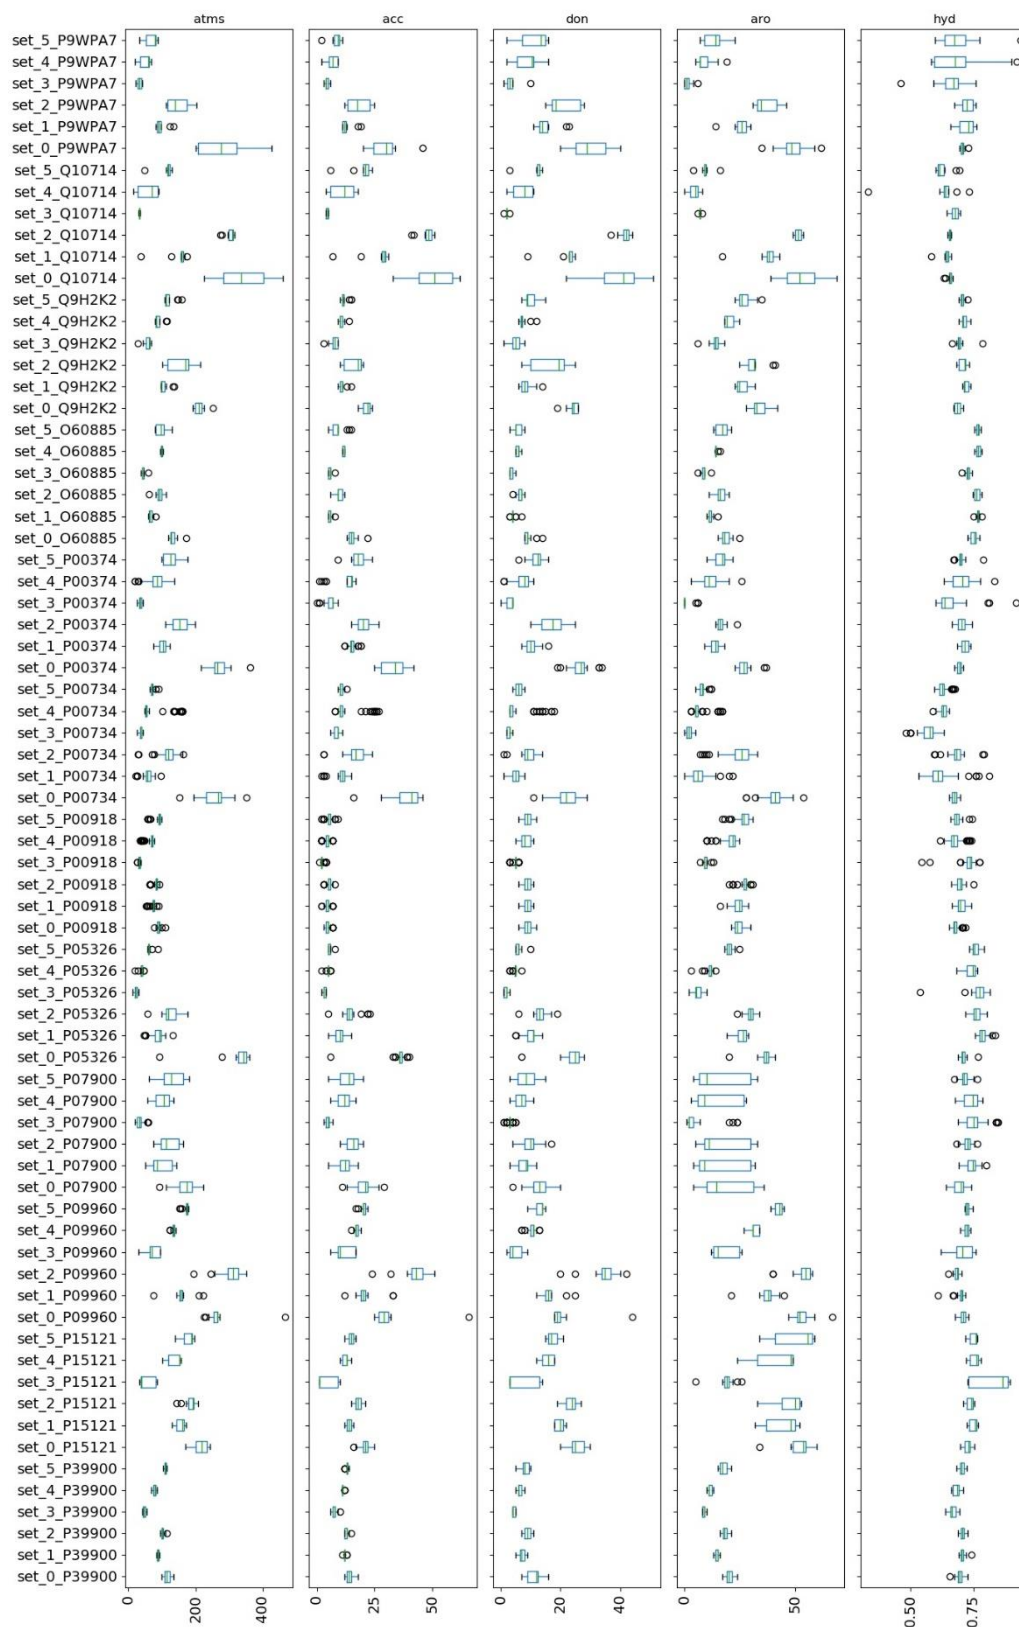 atms acc don aro hyd
set_5_P9WPA7
set_4_P9WPA7
set_3_P9WPA7
set_2_P9WPA7
set_1_P9WPA7
set_0_P9WPA7
set_5_Q10714
set_4_Q10714
set_3_Q10714
set_2_Q10714
set_1_Q10714
set_0_Q10714
set_5_Q9H2K2
set_4_Q9H2K2
set_3_Q9H2K2
set_2_Q9H2K2
set_1_Q9H2K2
set_0_Q9H2K2
set_5_O60885
set_4_O60885
set_3_O60885
set_2_O60885
set_1_O60885
set_0_O60885
set_5_P00374
set_4_P00374
set_3_P00374
set_2_P00374
set_1_P00374
set_0_P00374
set_5_P00734
set_4_P00734
set_3_P00734
set_2_P00734
set_1_P00734
set_0_P00734
set_5_P00918
set_4_P00918
set_3_P00918
set_2_P00918
set_1_P00918
set_0_P00918
set_5_P05326
set_4_P05326
set_3_P05326
set_2_P05326
set_1_P05326
set_0_P05326
set_5_P07900
set_4_P07900
set_3_P07900
set_2_P07900
set_1_P07900
set_0_P07900
set_5_P09960
set_4_P09960
set_3_P09960
set_2_P09960
set_1_P09960
set_0_P09960
set_5_P15121
set_4_P15121
set_3_P15121
set_2_P15121
set_1_P15121
set_0_P15121
set_5_P39900
set_4_P39900
set_3_P39900
set_2_P39900
set_1_P39900
set_0_P39900
0 200 400 0 25 50 0 20 40 0 50 0.50 0.75